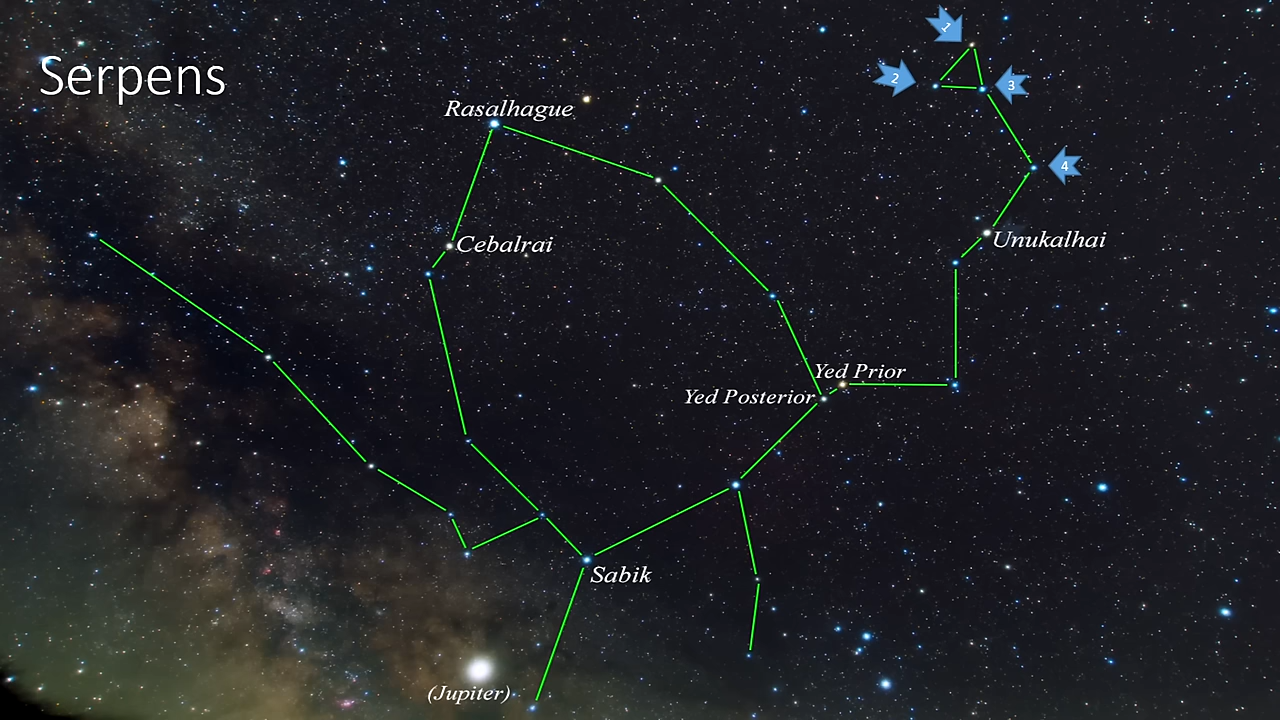 Serpens
1
2
3
4
Rasalhague
Cebalrai
Unukalhai
Yed Prior
Yed Posterior
Sabik
(Jupiter)